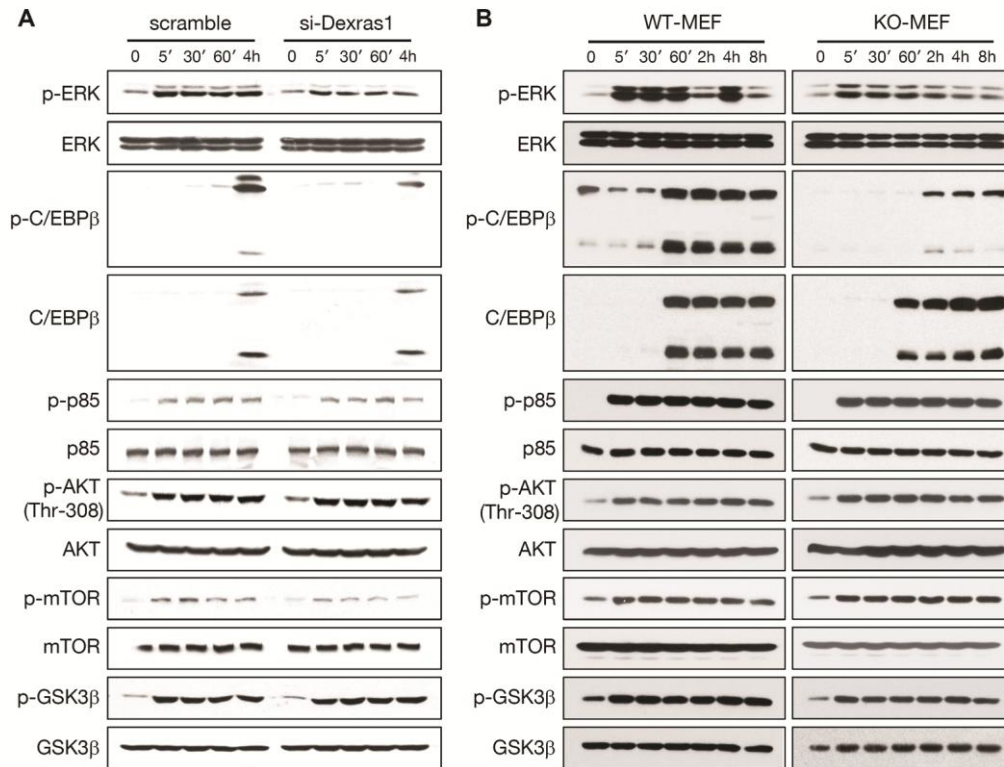 A
scramble si-Dexras1
0 5′ 30′ 60′ 4h 0 5′ 30′ 60′ 4h
p-ERK
ERK
p-C/EBPβ
C/EBPβ
p-p85
p85
p-AKT
(Thr-308)
AKT
p-mTOR
mTOR
p-GSK3β
GSK3β
B
WT-MEF KO-MEF
0 5′ 30′ 60′ 2h 4h 8h 0 5′ 30′ 60′ 2h 4h 8h
p-ERK
ERK
p-C/EBPβ
C/EBPβ
p-p85
p85
p-AKT
(Thr-308)
AKT
p-mTOR
mTOR
p-GSK3β
GSK3β